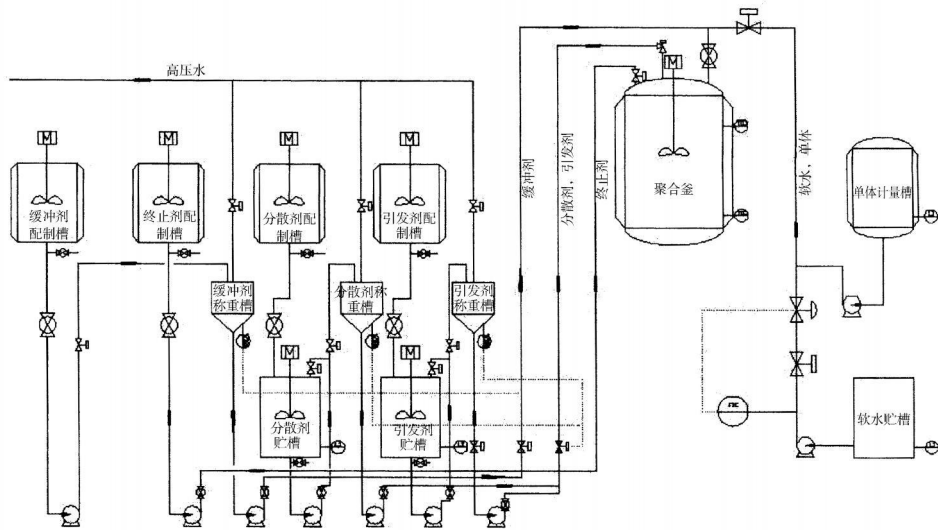 高压水
M
M
M
M
M
M
M
缓冲剂
配制槽
终止剂配
制槽
分散剂配
制槽
引发剂配
制槽
缓冲剂
称重槽
分散剂称
重槽
引发剂
称重槽
分散剂
贮槽
引发剂
贮槽
缓冲剂
分散剂、引发剂
终止剂
聚合釜
软水、单体
单体计量槽
软水贮槽